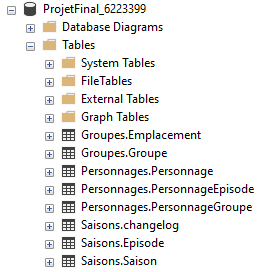 ProjetFinal_6223399
Database Diagrams
Tables
System Tables
FileTables
External Tables
Graph Tables
Groupes.Emplacement
Groupes.Groupe
Personnages.Personnage
Personnages.PersonnageEpisode
Personnages.PersonnageGroupe
Saisons.changelog
Saisons.Episode
Saisons.Saison